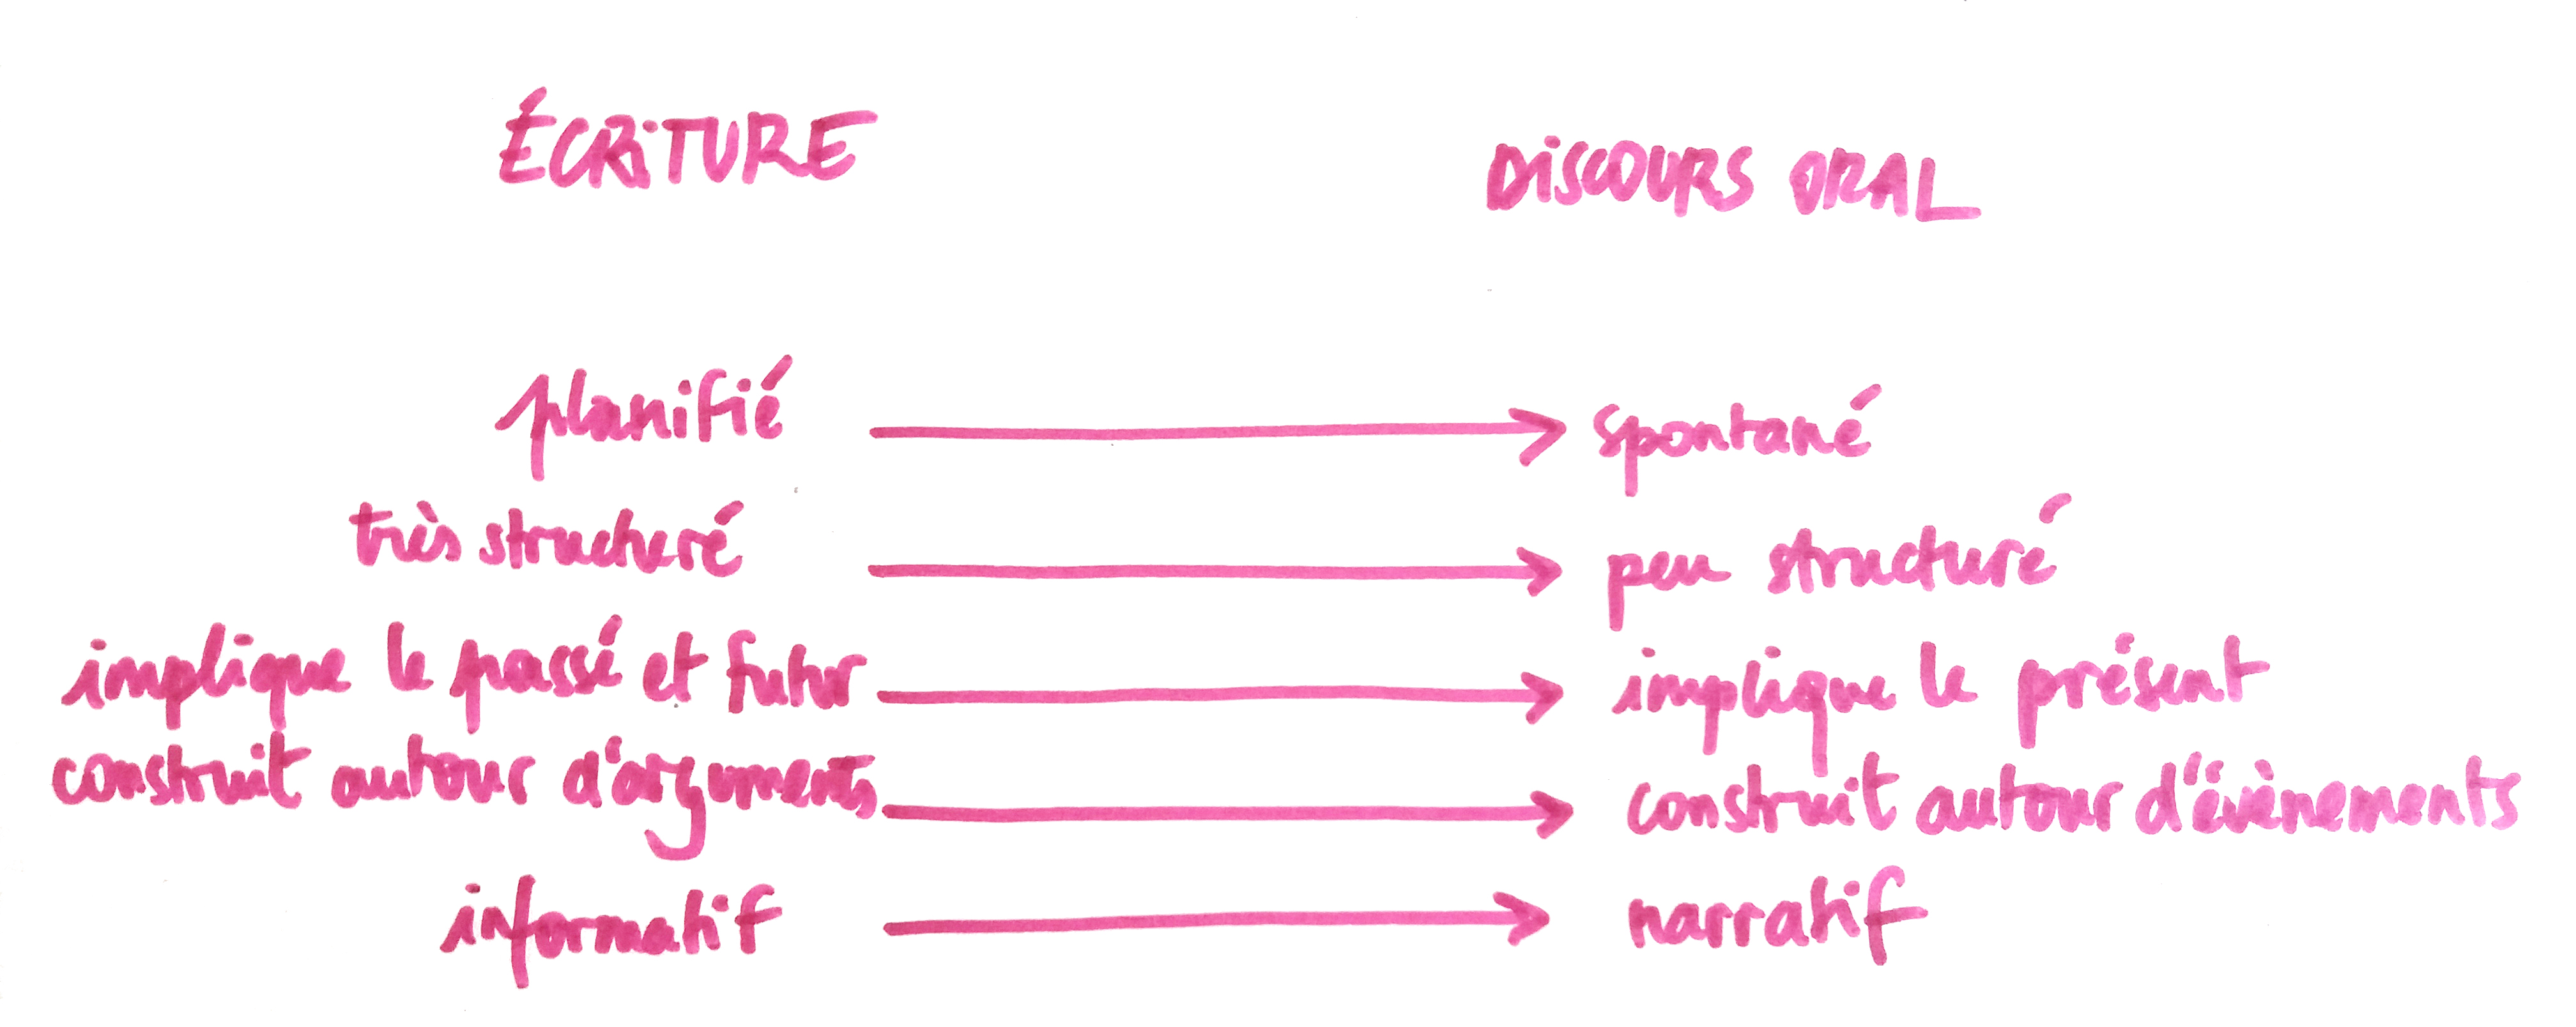 ÉCRITURE DISCOURS ORAL
planifié → spontané
très structuré → peu structuré
implique le passé et futur → implique le présent
construit autour d'arguments → construit autour d'évènements
informatif → narratif